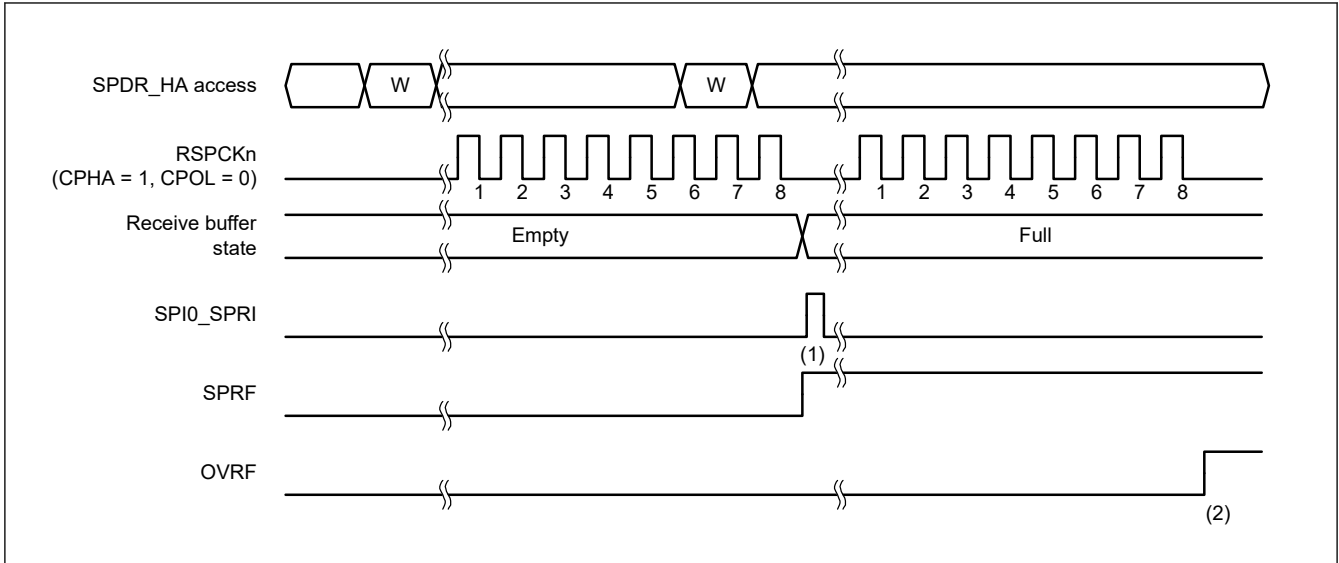 SPDR_HA access
W
W
RSPCKn
(CPHA = 1, CPOL = 0)
1 2 3 4 5 6 7 8
1 2 3 4 5 6 7 8
Receive buffer
state
Empty
Full
SPI0_SPRI
(1)
SPRF
OVRF
(2)